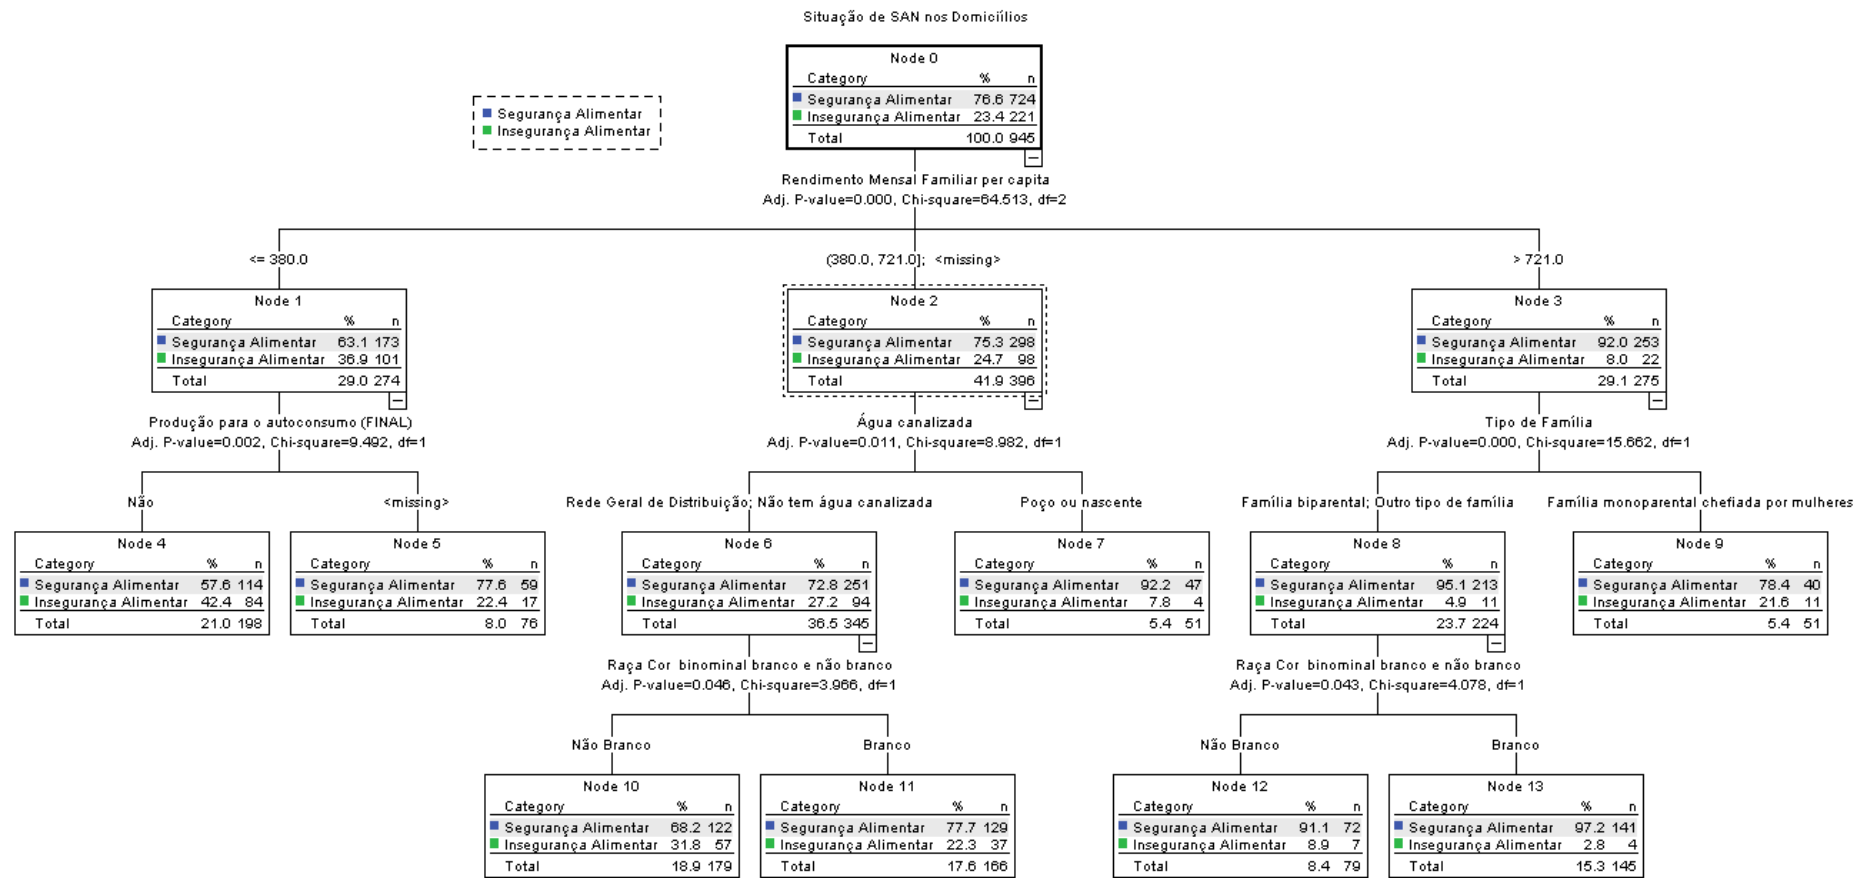 Situação de SAN nos Domiciílios
Node 0
Category % n
Segurança Alimentar 76.6 724
Insegurança Alimentar 23.4 221
Total 100.0 945
Segurança Alimentar
Insegurança Alimentar
Rendimento Mensal Familiar per capita
Adj. P-value=0.000, Chi-square=64.513, df=2
<= 380.0
(380.0, 721.0]; <missing>
> 721.0
Node 1
Category % n
Segurança Alimentar 63.1 173
Insegurança Alimentar 36.9 101
Total 29.0 274
Node 2
Category % n
Segurança Alimentar 75.3 298
Insegurança Alimentar 24.7 98
Total 41.9 396
Node 3
Category % n
Segurança Alimentar 92.0 253
Insegurança Alimentar 8.0 22
Total 29.1 275
Produção para o autoconsumo (FINAL)
Adj. P-value=0.002, Chi-square=9.492, df=1
Água canalizada
Adj. P-value=0.011, Chi-square=8.982, df=1
Tipo de Família
Adj. P-value=0.000, Chi-square=15.662, df=1
Não
<missing>
Rede Geral de Distribuição; Não tem água canalizada
Poço ou nascente
Família biparental; Outro tipo de família
Família monoparental chefiada por mulheres
Node 4
Category % n
Segurança Alimentar 57.6 114
Insegurança Alimentar 42.4 84
Total 21.0 198
Node 5
Category % n
Segurança Alimentar 77.6 59
Insegurança Alimentar 22.4 17
Total 8.0 76
Node 6
Category % n
Segurança Alimentar 72.8 251
Insegurança Alimentar 27.2 94
Total 36.5 345
Node 7
Category % n
Segurança Alimentar 92.2 47
Insegurança Alimentar 7.8 4
Total 5.4 51
Node 8
Category % n
Segurança Alimentar 95.1 213
Insegurança Alimentar 4.9 11
Total 23.7 224
Node 9
Category % n
Segurança Alimentar 78.4 40
Insegurança Alimentar 21.6 11
Total 5.4 51
Raça Cor binominal branco e não branco
Adj. P-value=0.046, Chi-square=3.966, df=1
Raça Cor binominal branco e não branco
Adj. P-value=0.043, Chi-square=4.078, df=1
Não Branco
Branco
Não Branco
Branco
Node 10
Category % n
Segurança Alimentar 68.2 122
Insegurança Alimentar 31.8 57
Total 18.9 179
Node 11
Category % n
Segurança Alimentar 77.7 129
Insegurança Alimentar 22.3 37
Total 17.6 166
Node 12
Category % n
Segurança Alimentar 91.1 72
Insegurança Alimentar 8.9 7
Total 8.4 79
Node 13
Category % n
Segurança Alimentar 97.2 141
Insegurança Alimentar 2.8 4
Total 15.3 145